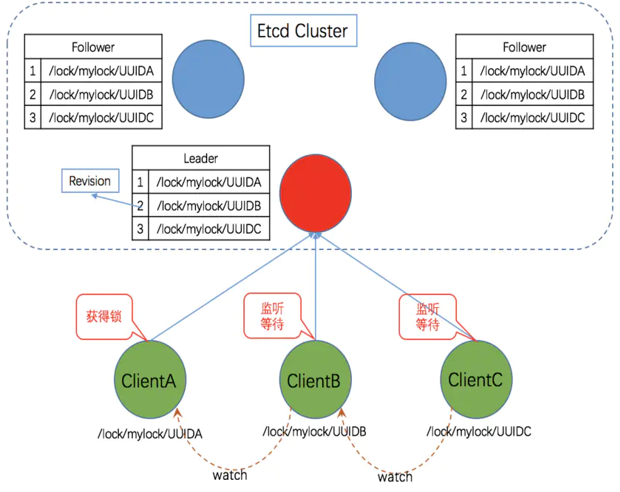 Etcd Cluster
Follower
1 /lock/mylock/UUIDA
2 /lock/mylock/UUIDB
3 /lock/mylock/UUIDC
Follower
1 /lock/mylock/UUIDA
2 /lock/mylock/UUIDB
3 /lock/mylock/UUIDC
Leader
1 /lock/mylock/UUIDA
2 /lock/mylock/UUIDB
3 /lock/mylock/UUIDC
Revision
获得锁
监听
等待
监听
等待
ClientA
ClientB
ClientC
/lock/mylock/UUIDA
/lock/mylock/UUIDB
/lock/mylock/UUIDC
watch
watch